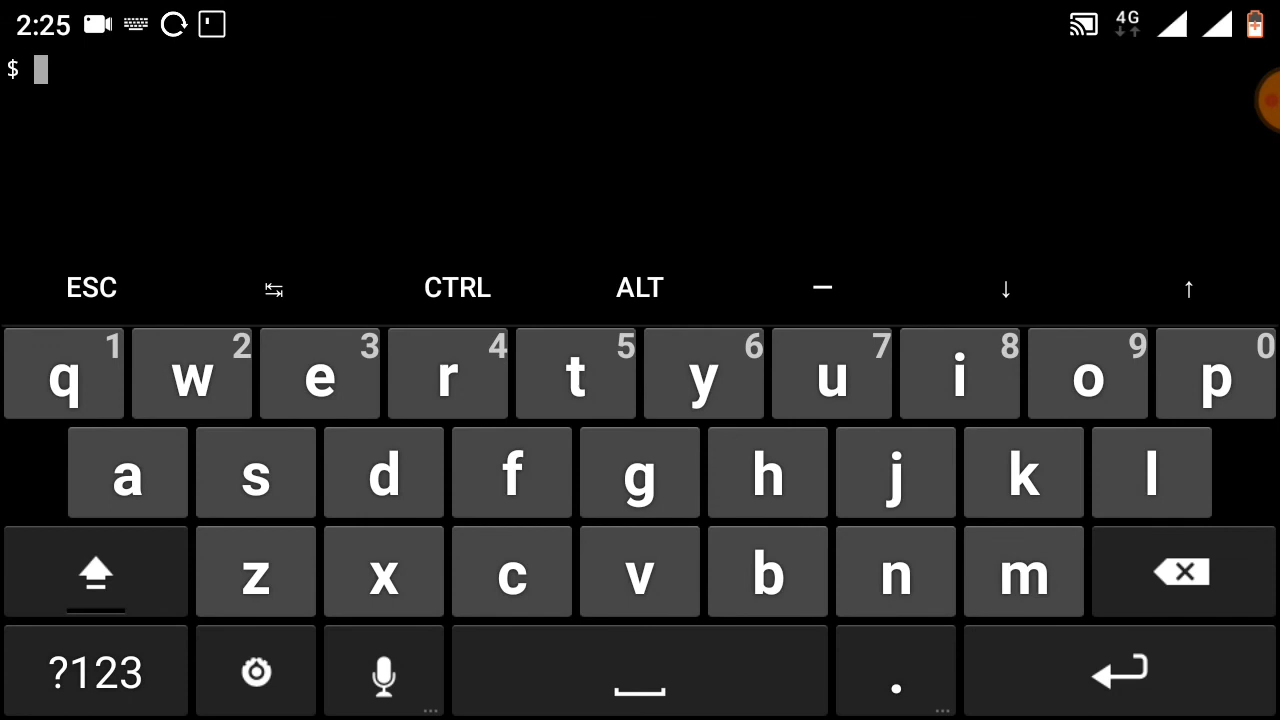 2:25 4G
$
ESC ↹ CTRL ALT — ↓ ↑
q 1 w 2 e 3 r 4 t 5 y 6 u 7 i 8 o 9 p 0
a s d f g h j k l
z x c v b n m
?123 ... . ...